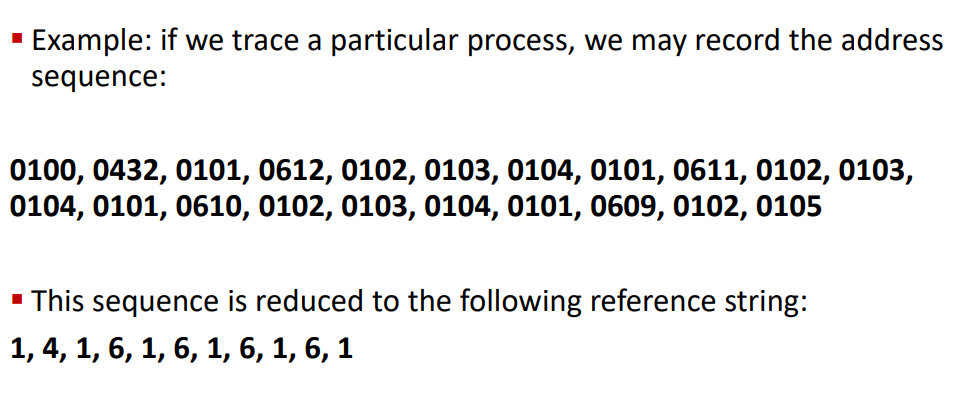 ▪ Example: if we trace a particular process, we may record the address
sequence:
0100, 0432, 0101, 0612, 0102, 0103, 0104, 0101, 0611, 0102, 0103,
0104, 0101, 0610, 0102, 0103, 0104, 0101, 0609, 0102, 0105
▪ This sequence is reduced to the following reference string:
1, 4, 1, 6, 1, 6, 1, 6, 1, 6, 1